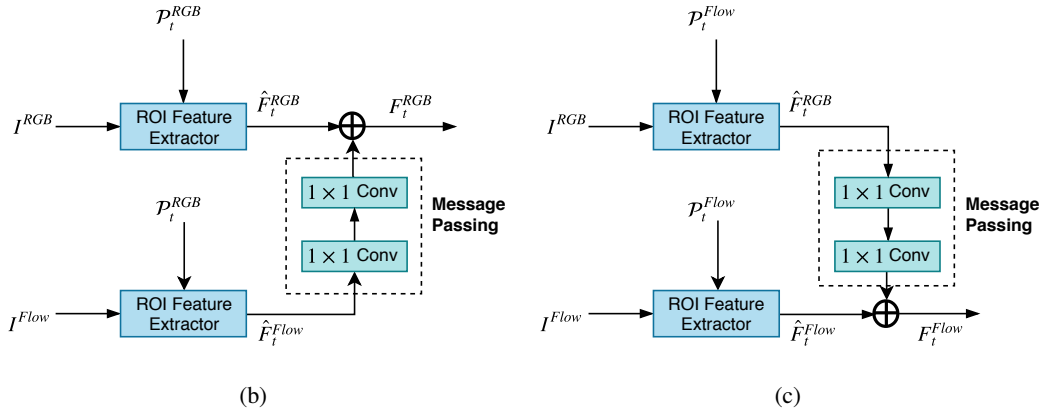 𝒫_t^{RGB}
I^{RGB}
ROI Feature
Extractor
F̂_t^{RGB}
F_t^{RGB}
1 × 1 Conv
1 × 1 Conv
Message
Passing
𝒫_t^{RGB}
I^{Flow}
ROI Feature
Extractor
F̂_t^{Flow}
(b)
𝒫_t^{Flow}
I^{RGB}
ROI Feature
Extractor
F̂_t^{RGB}
1 × 1 Conv
1 × 1 Conv
Message
Passing
𝒫_t^{Flow}
I^{Flow}
ROI Feature
Extractor
F̂_t^{Flow}
F_t^{Flow}
(c)